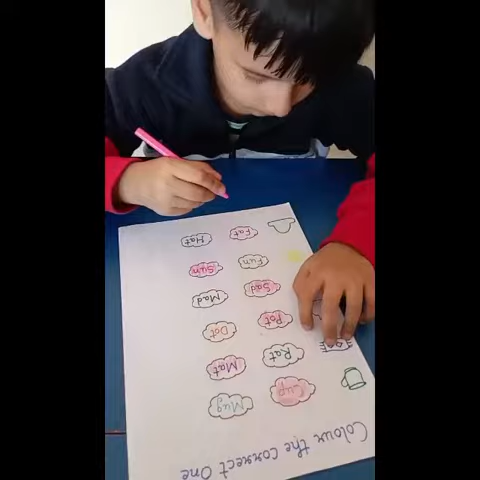 Colour the correct One
Cup Mug
Rat Mat
Pot Dot
Sad Mad
Fun Sun
Fat Hat